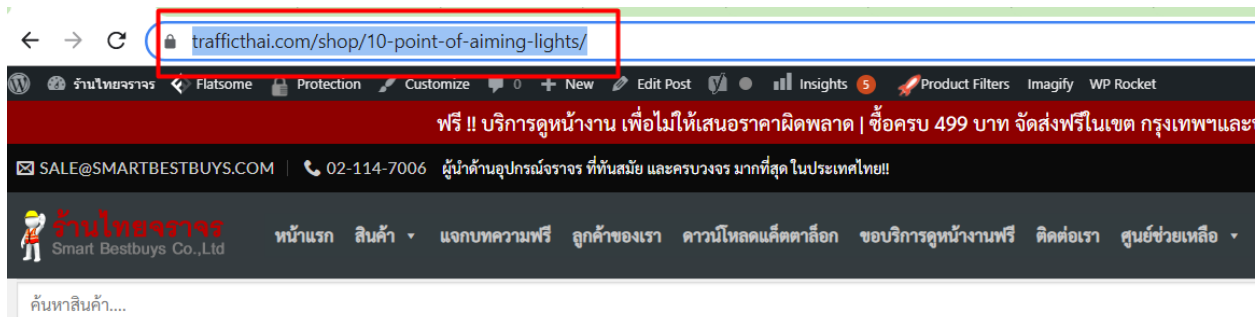 trafficthai.com/shop/10-point-of-aiming-lights/
ร้านไทยจราจร Flatsome Protection Customize 0 New Edit Post Insights 5 Product Filters Imagify WP Rocket
ฟรี !! บริการดูหน้างาน เพื่อไม่ให้เสนอราคาผิดพลาด | ซื้อครบ 499 บาท จัดส่งฟรีในเขต กรุงเทพฯและ
SALE@SMARTBESTBUYS.COM | 02-114-7006 ผู้นำด้านอุปกรณ์จราจร ที่ทันสมัย และครบวงจร มากที่สุด ในประเทศไทย!!
ร้านไทยจราจร
Smart Bestbuys Co.,Ltd
หน้าแรก สินค้า แจกบทความฟรี ลูกค้าของเรา ดาวน์โหลดแค็ตตาล็อก ขอบริการดูหน้างานฟรี ติดต่อเรา ศูนย์ช่วยเหลือ
ค้นหาสินค้า....